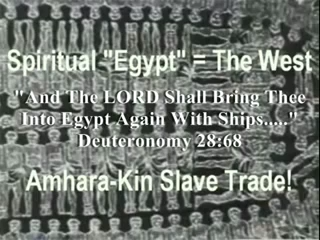 Spiritual "Egypt" = The West
"And The LORD Shall Bring Thee
Into Egypt Again With Ships....."
Deuteronomy 28:68
Amhara-Kin Slave Trade!